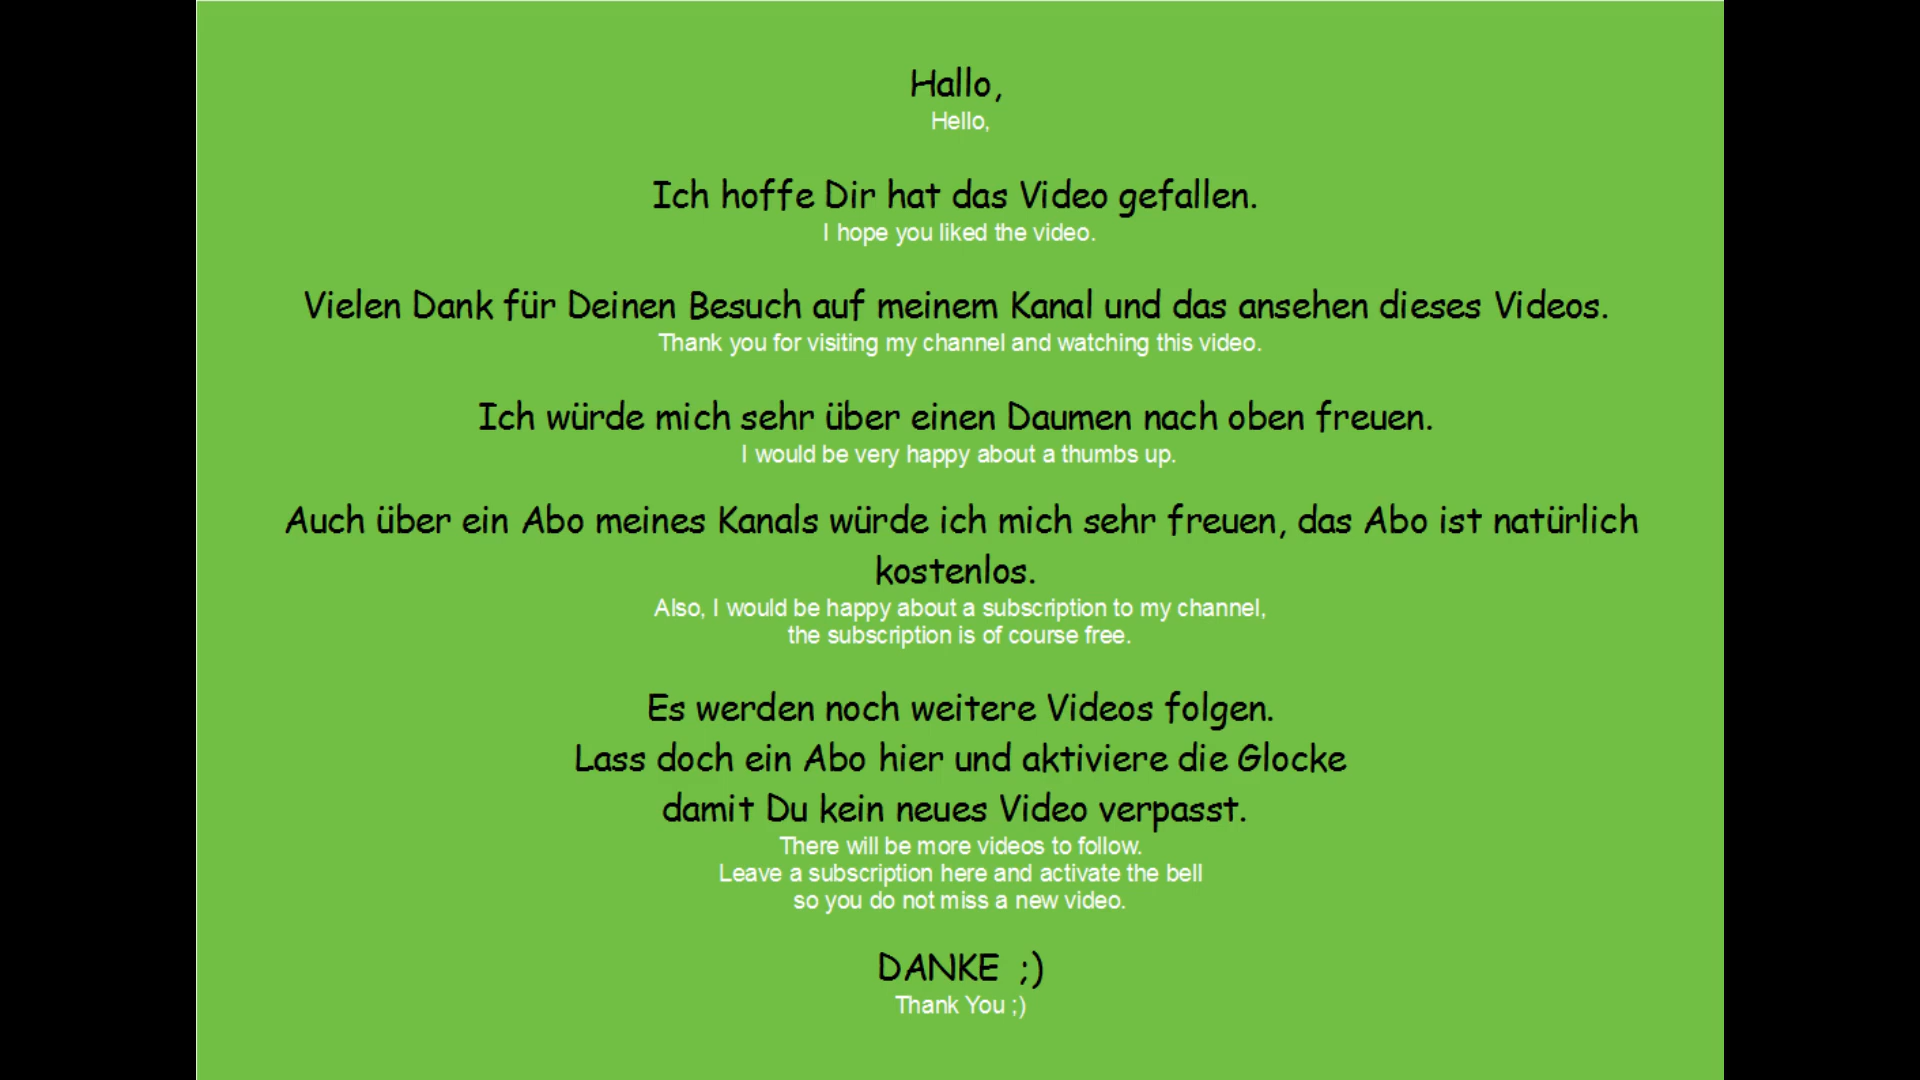 Hallo,
Hello,
Ich hoffe Dir hat das Video gefallen.
I hope you liked the video.
Vielen Dank für Deinen Besuch auf meinem Kanal und das ansehen dieses Videos.
Thank you for visiting my channel and watching this video.
Ich würde mich sehr über einen Daumen nach oben freuen.
I would be very happy about a thumbs up.
Auch über ein Abo meines Kanals würde ich mich sehr freuen, das Abo ist natürlich
kostenlos.
Also, I would be happy about a subscription to my channel,
the subscription is of course free.
Es werden noch weitere Videos folgen.
Lass doch ein Abo hier und aktiviere die Glocke
damit Du kein neues Video verpasst.
There will be more videos to follow.
Leave a subscription here and activate the bell
so you do not miss a new video.
DANKE ;)
Thank You ;)